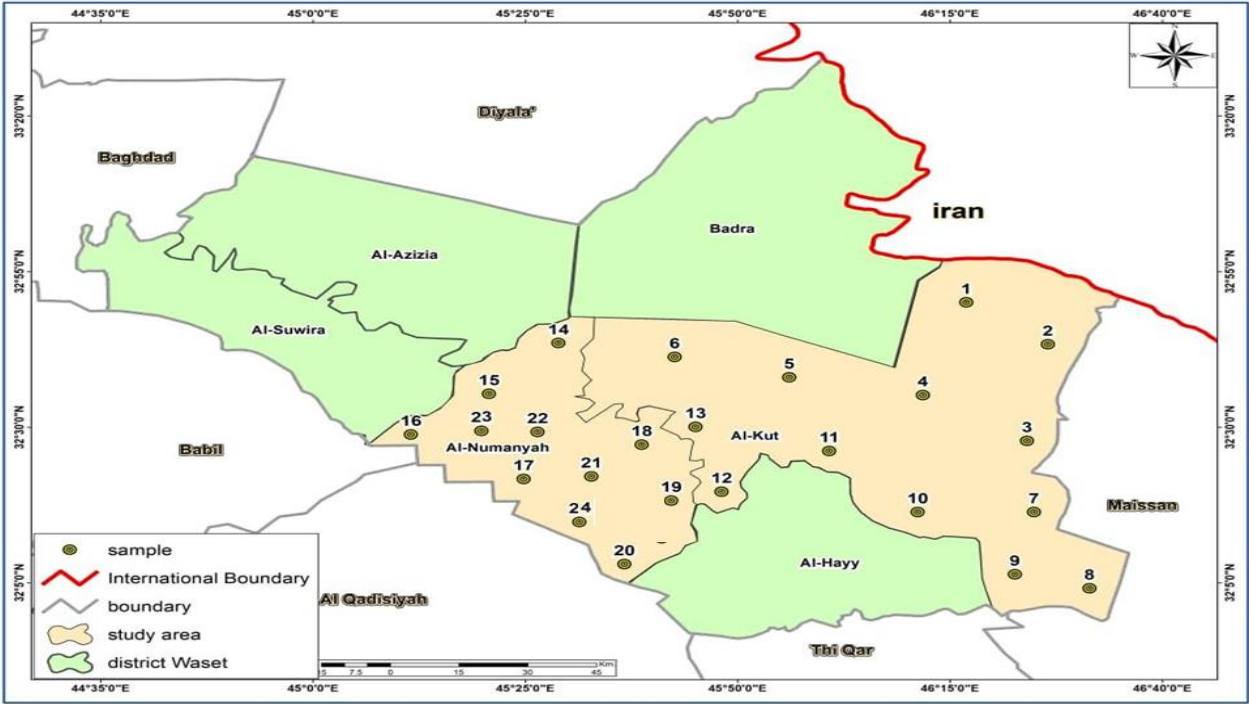 44°35'0"E 45°0'0"E 45°25'0"E 45°50'0"E 46°15'0"E 46°40'0"E
N
W E
S
33°20'0"N 33°20'0"N
Diyala'
Baghdad
iran
Badra
Al-Azizia
32°55'0"N 32°55'0"N
1
Al-Suwira
14
2
6
5
15
4
16
23
22
18
13
32°30'0"N 32°30'0"N
Al-Kut
11
3
Babil
Al-Numanyah
17
21
19
12
10
7
Maissan
24
20
Al-Hayy
9
8
32°5'0"N 32°5'0"N
sample
International Boundary
boundary
study area
district Waset
Al Qadisiyah
Thi Qar
7.5 0 15 30 45 Km
44°35'0"E 45°0'0"E 45°25'0"E 45°50'0"E 46°15'0"E 46°40'0"E